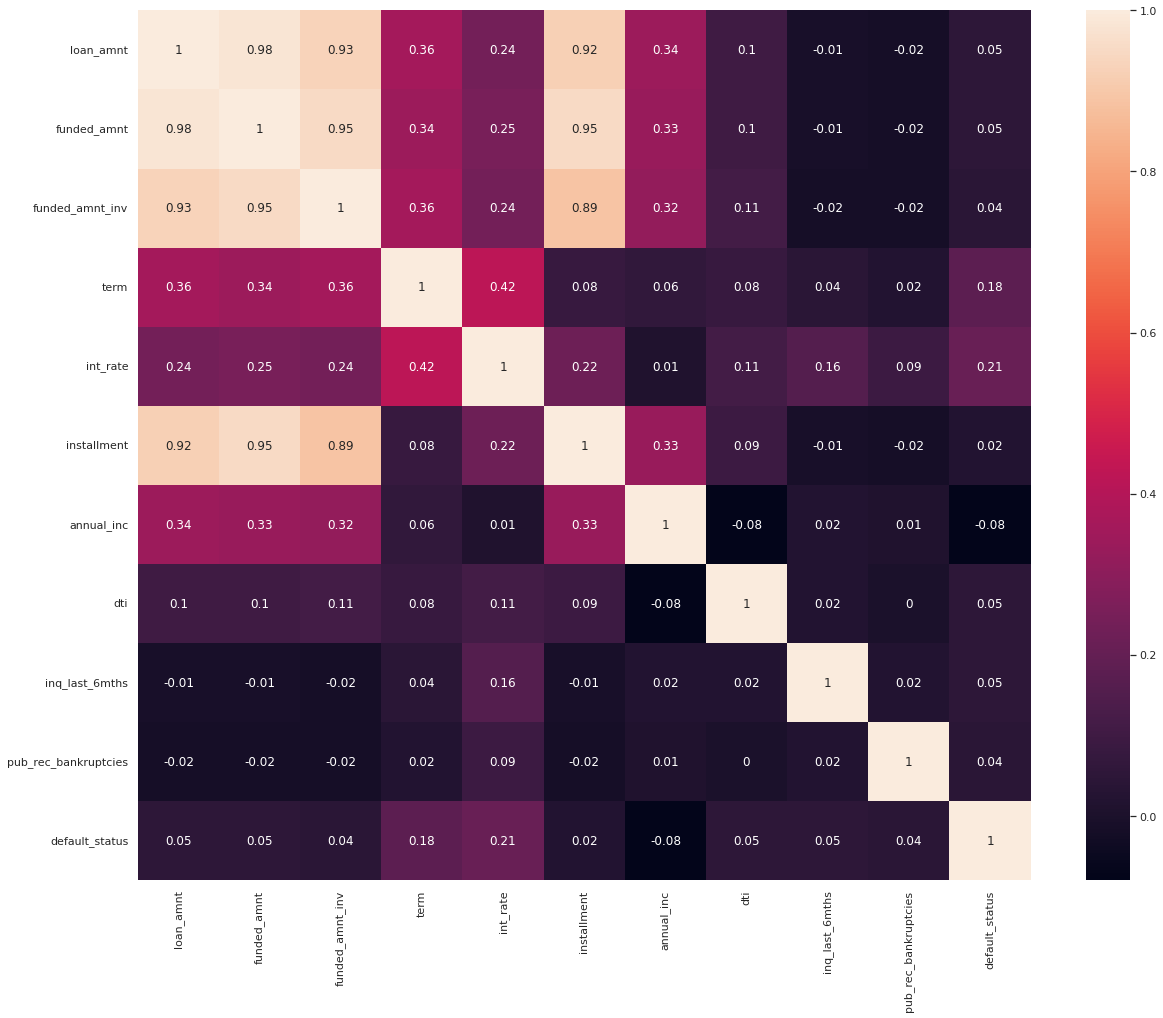 loan_amnt 1 0.98 0.93 0.36 0.24 0.92 0.34 0.1 -0.01 -0.02 0.05
funded_amnt 0.98 1 0.95 0.34 0.25 0.95 0.33 0.1 -0.01 -0.02 0.05
funded_amnt_inv 0.93 0.95 1 0.36 0.24 0.89 0.32 0.11 -0.02 -0.02 0.04
term 0.36 0.34 0.36 1 0.42 0.08 0.06 0.08 0.04 0.02 0.18
int_rate 0.24 0.25 0.24 0.42 1 0.22 0.01 0.11 0.16 0.09 0.21
installment 0.92 0.95 0.89 0.08 0.22 1 0.33 0.09 -0.01 -0.02 0.02
annual_inc 0.34 0.33 0.32 0.06 0.01 0.33 1 -0.08 0.02 0.01 -0.08
dti 0.1 0.1 0.11 0.08 0.11 0.09 -0.08 1 0.02 0 0.05
inq_last_6mths -0.01 -0.01 -0.02 0.04 0.16 -0.01 0.02 0.02 1 0.02 0.05
pub_rec_bankruptcies -0.02 -0.02 -0.02 0.02 0.09 -0.02 0.01 0 0.02 1 0.04
default_status 0.05 0.05 0.04 0.18 0.21 0.02 -0.08 0.05 0.05 0.04 1
loan_amnt
funded_amnt
funded_amnt_inv
term
int_rate
installment
annual_inc
dti
inq_last_6mths
pub_rec_bankruptcies
default_status
1.0
0.8
0.6
0.4
0.2
0.0